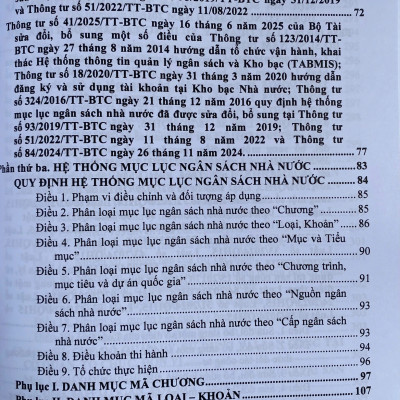 và Thông tư số 51/2022/TT-BTC ngày 11/08/2022 ........ 72
Thông tư số 41/2025/TT-BTC ngày 16 tháng 6 năm 2025 của Bộ Tài
sửa đổi, bổ sung một số điều của Thông tư số 123/2014/TT-
BTC ngày 27 tháng 8 năm 2014 hướng dẫn tổ chức vận hành, khai
thác Hệ thống thông tin quản lý ngân sách và Kho bạc (TABMIS);
Thông tư số 18/2020/TT-BTC ngày 31 tháng 3 năm 2020 hướng dẫn
đăng ký và sử dụng tài khoản tại Kho bạc Nhà nước; Thông tư
số 324/2016/TT-BTC ngày 21 tháng 12 năm 2016 quy định hệ thống
mục lục ngân sách nhà nước đã được sửa đổi, bổ sung tại Thông tư
số 93/2019/TT-BTC ngày 31 tháng 12 năm 2019; Thông tư
số 51/2022/TT-BTC ngày 11 tháng 8 năm 2022 và Thông tư
số 84/2024/TT-BTC ngày 26 tháng 11 năm 2024. ........ 77
Phần thứ ba. HỆ THỐNG MỤC LỤC NGÂN SÁCH NHÀ NƯỚC ........ 83
QUY ĐỊNH HỆ THỐNG MỤC LỤC NGÂN SÁCH NHÀ NƯỚC ........ 84
Điều 1. Phạm vi điều chỉnh và đối tượng áp dụng ........ 85
Điều 2. Phân loại mục lục ngân sách nhà nước theo “Chương” ........ 85
Điều 3. Phân loại mục lục ngân sách nhà nước theo “Loại, Khoản” ........ 86
Điều 4. Phân loại mục lục ngân sách nhà nước theo “Mục và Tiểu
mục” ........ 90
Điều 5. Phân loại mục lục ngân sách nhà nước theo “Chương trình,
mục tiêu và dự án quốc gia” ........ 91
Điều 6. Phân loại mục lục ngân sách nhà nước theo “Nguồn ngân
sách nhà nước” ........ 93
Điều 7. Phân loại mục lục ngân sách nhà nước theo “Cấp ngân sách
nhà nước” ........ 93
Điều 8. Điều khoản thi hành ........ 94
Điều 9. Tổ chức thực hiện ........ 96
Phụ lục I. DANH MỤC MÃ CHƯƠNG ........ 97
Phụ lục II. DANH MỤC MÃ LOẠI – KHOẢN ........ 107